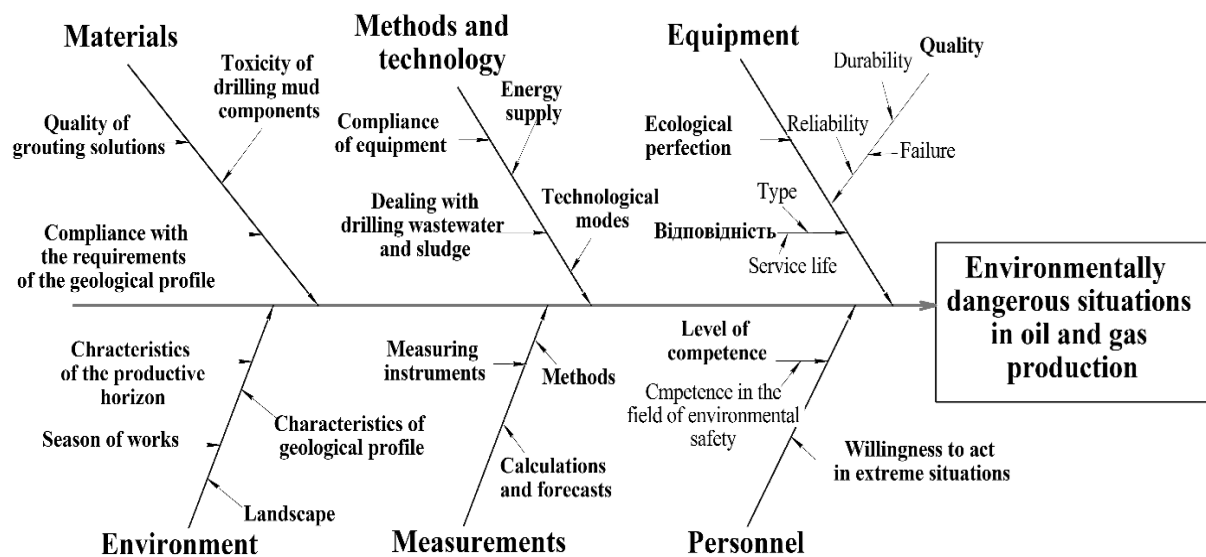 Materials
Toxicity of
drilling mud
components
Quality of
grouting solutions
Compliance with
the requirements
of the geological profile
Methods and
technology
Energy
supply
Compliance
of equipment
Dealing with
drilling wastewater
and sludge
Technological
modes
Equipment
Quality
Durability
Reliability
Failure
Ecological
perfection
Type
Відповідність
Service life
Environmentally
dangerous situations
in oil and gas
production
Chracteristics
of the productive
horizon
Season of works
Characteristics of
geological profile
Landscape
Environment
Measuring
instruments
Methods
Calculations
and forecasts
Measurements
Level of
competence
Cmpetence in the
field of environmental
safety
Willingness to act
in extreme situations
Personnel